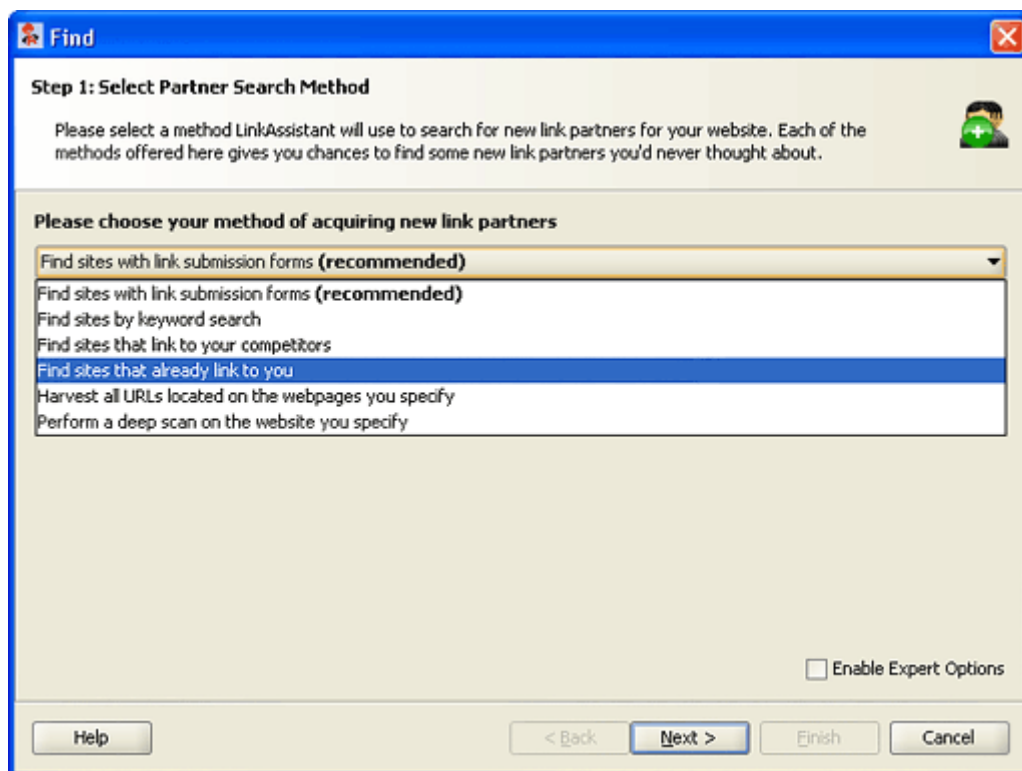 Find
Step 1: Select Partner Search Method
Please select a method LinkAssistant will use to search for new link partners for your website. Each of the
methods offered here gives you chances to find some new link partners you'd never thought about.
Please choose your method of acquiring new link partners
Find sites with link submission forms (recommended)
Find sites with link submission forms (recommended)
Find sites by keyword search
Find sites that link to your competitors
Find sites that already link to you
Harvest all URLs located on the webpages you specify
Perform a deep scan on the website you specify
Enable Expert Options
Help
< Back
Next >
Finish
Cancel